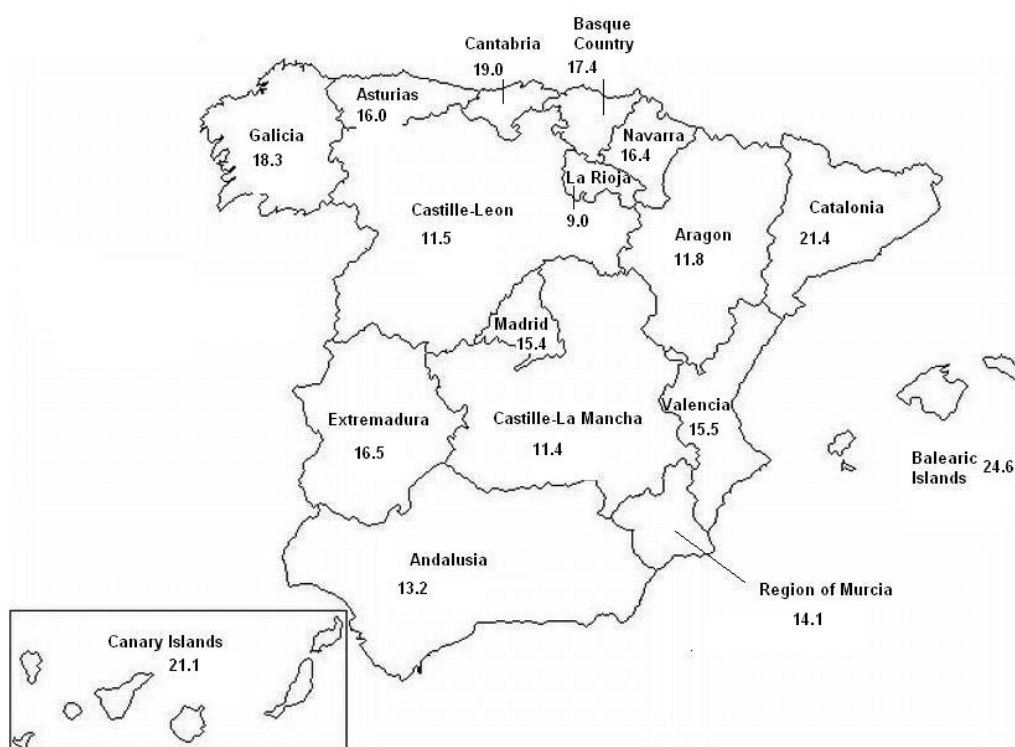 Basque
Country
17.4
Cantabria
19.0
Asturias
16.0
Galicia
18.3
Navarra
16.4
La Rioja
9.0
Castille-Leon
11.5
Aragon
11.8
Catalonia
21.4
Madrid
15.4
Extremadura
16.5
Castille-La Mancha
11.4
Valencia
15.5
Balearic 24.6
Islands
Andalusia
13.2
Region of Murcia
14.1
Canary Islands
21.1